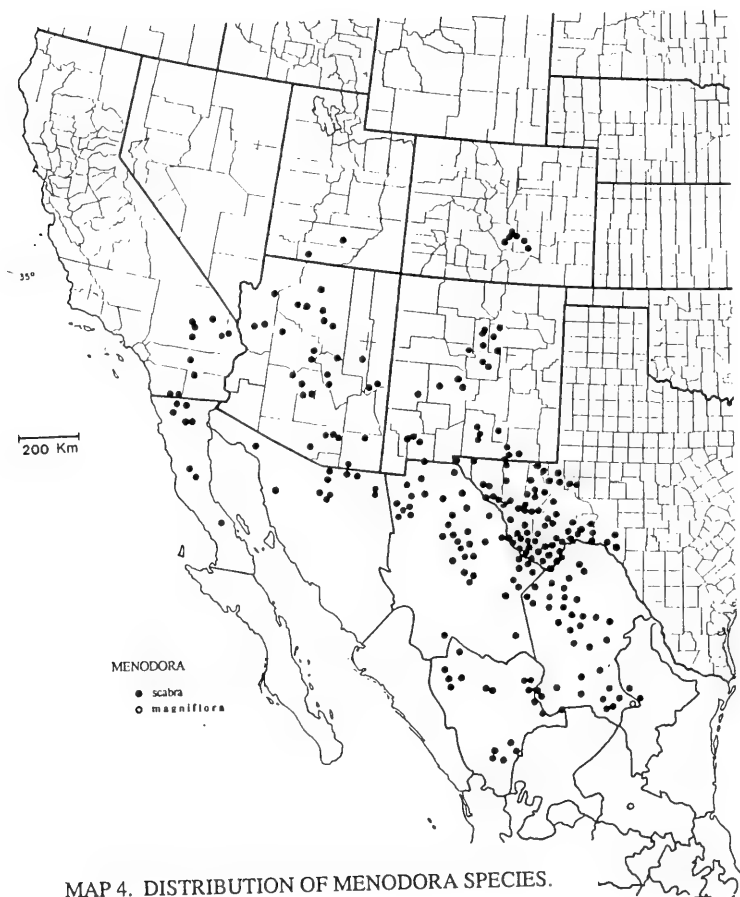 35°
200 Km
MENODORA
● scabra
○ magniflora
MAP 4. DISTRIBUTION OF MENODORA SPECIES.